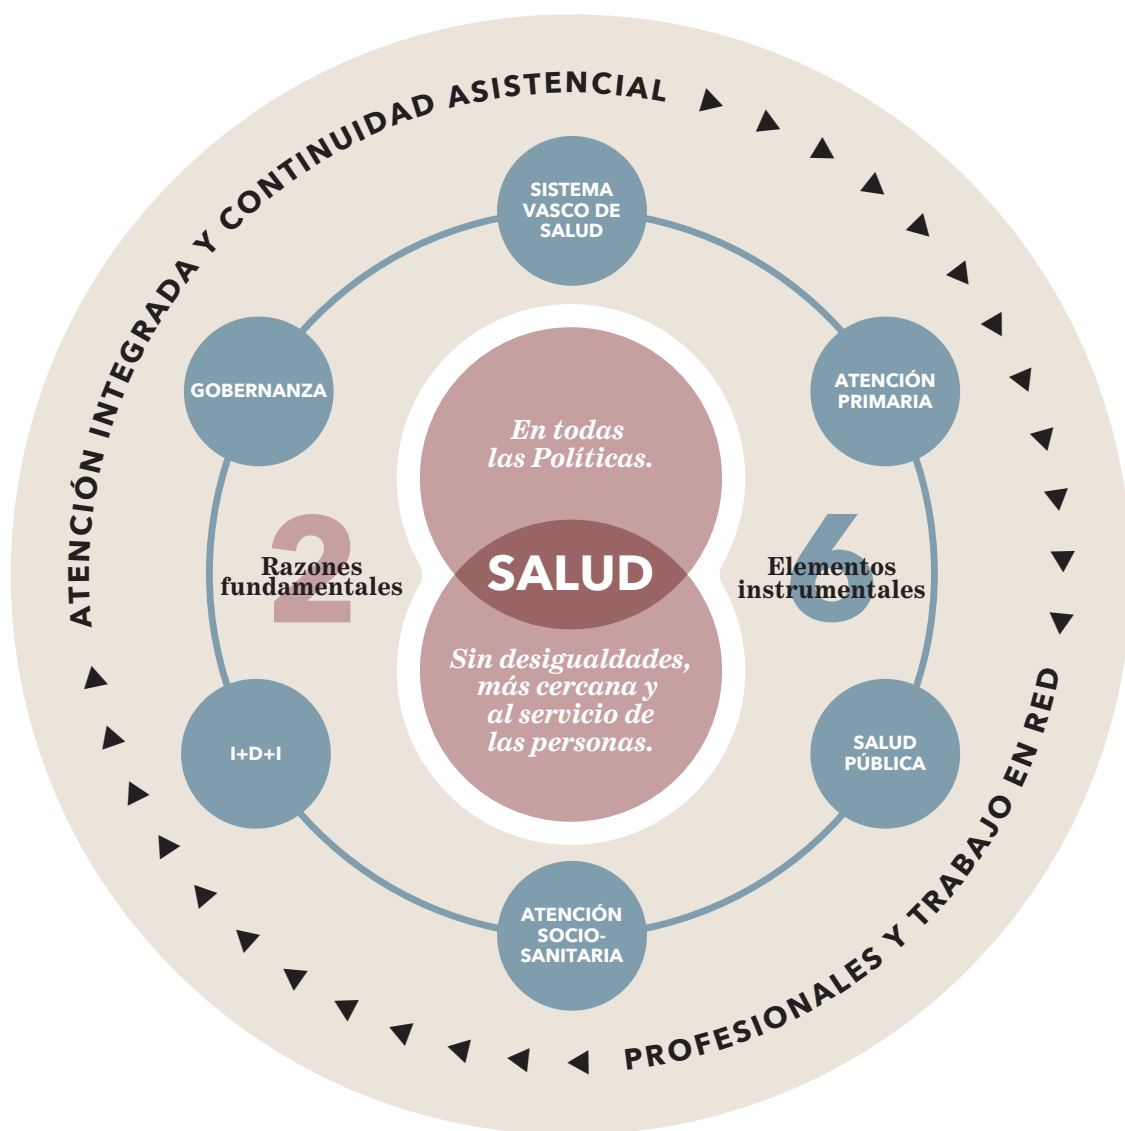 ATENCIÓN INTEGRADA Y CONTINUIDAD ASISTENCIAL
SISTEMA
VASCO DE
SALUD
GOBERNANZA
ATENCIÓN
PRIMARIA
En todas
las Políticas.
2
Razones
fundamentales
SALUD
6
Elementos
instrumentales
Sin desigualdades,
más cercana y
al servicio de
las personas.
I+D+I
SALUD
PÚBLICA
ATENCIÓN
SOCIO-
SANITARIA
PROFESIONALES Y TRABAJO EN RED